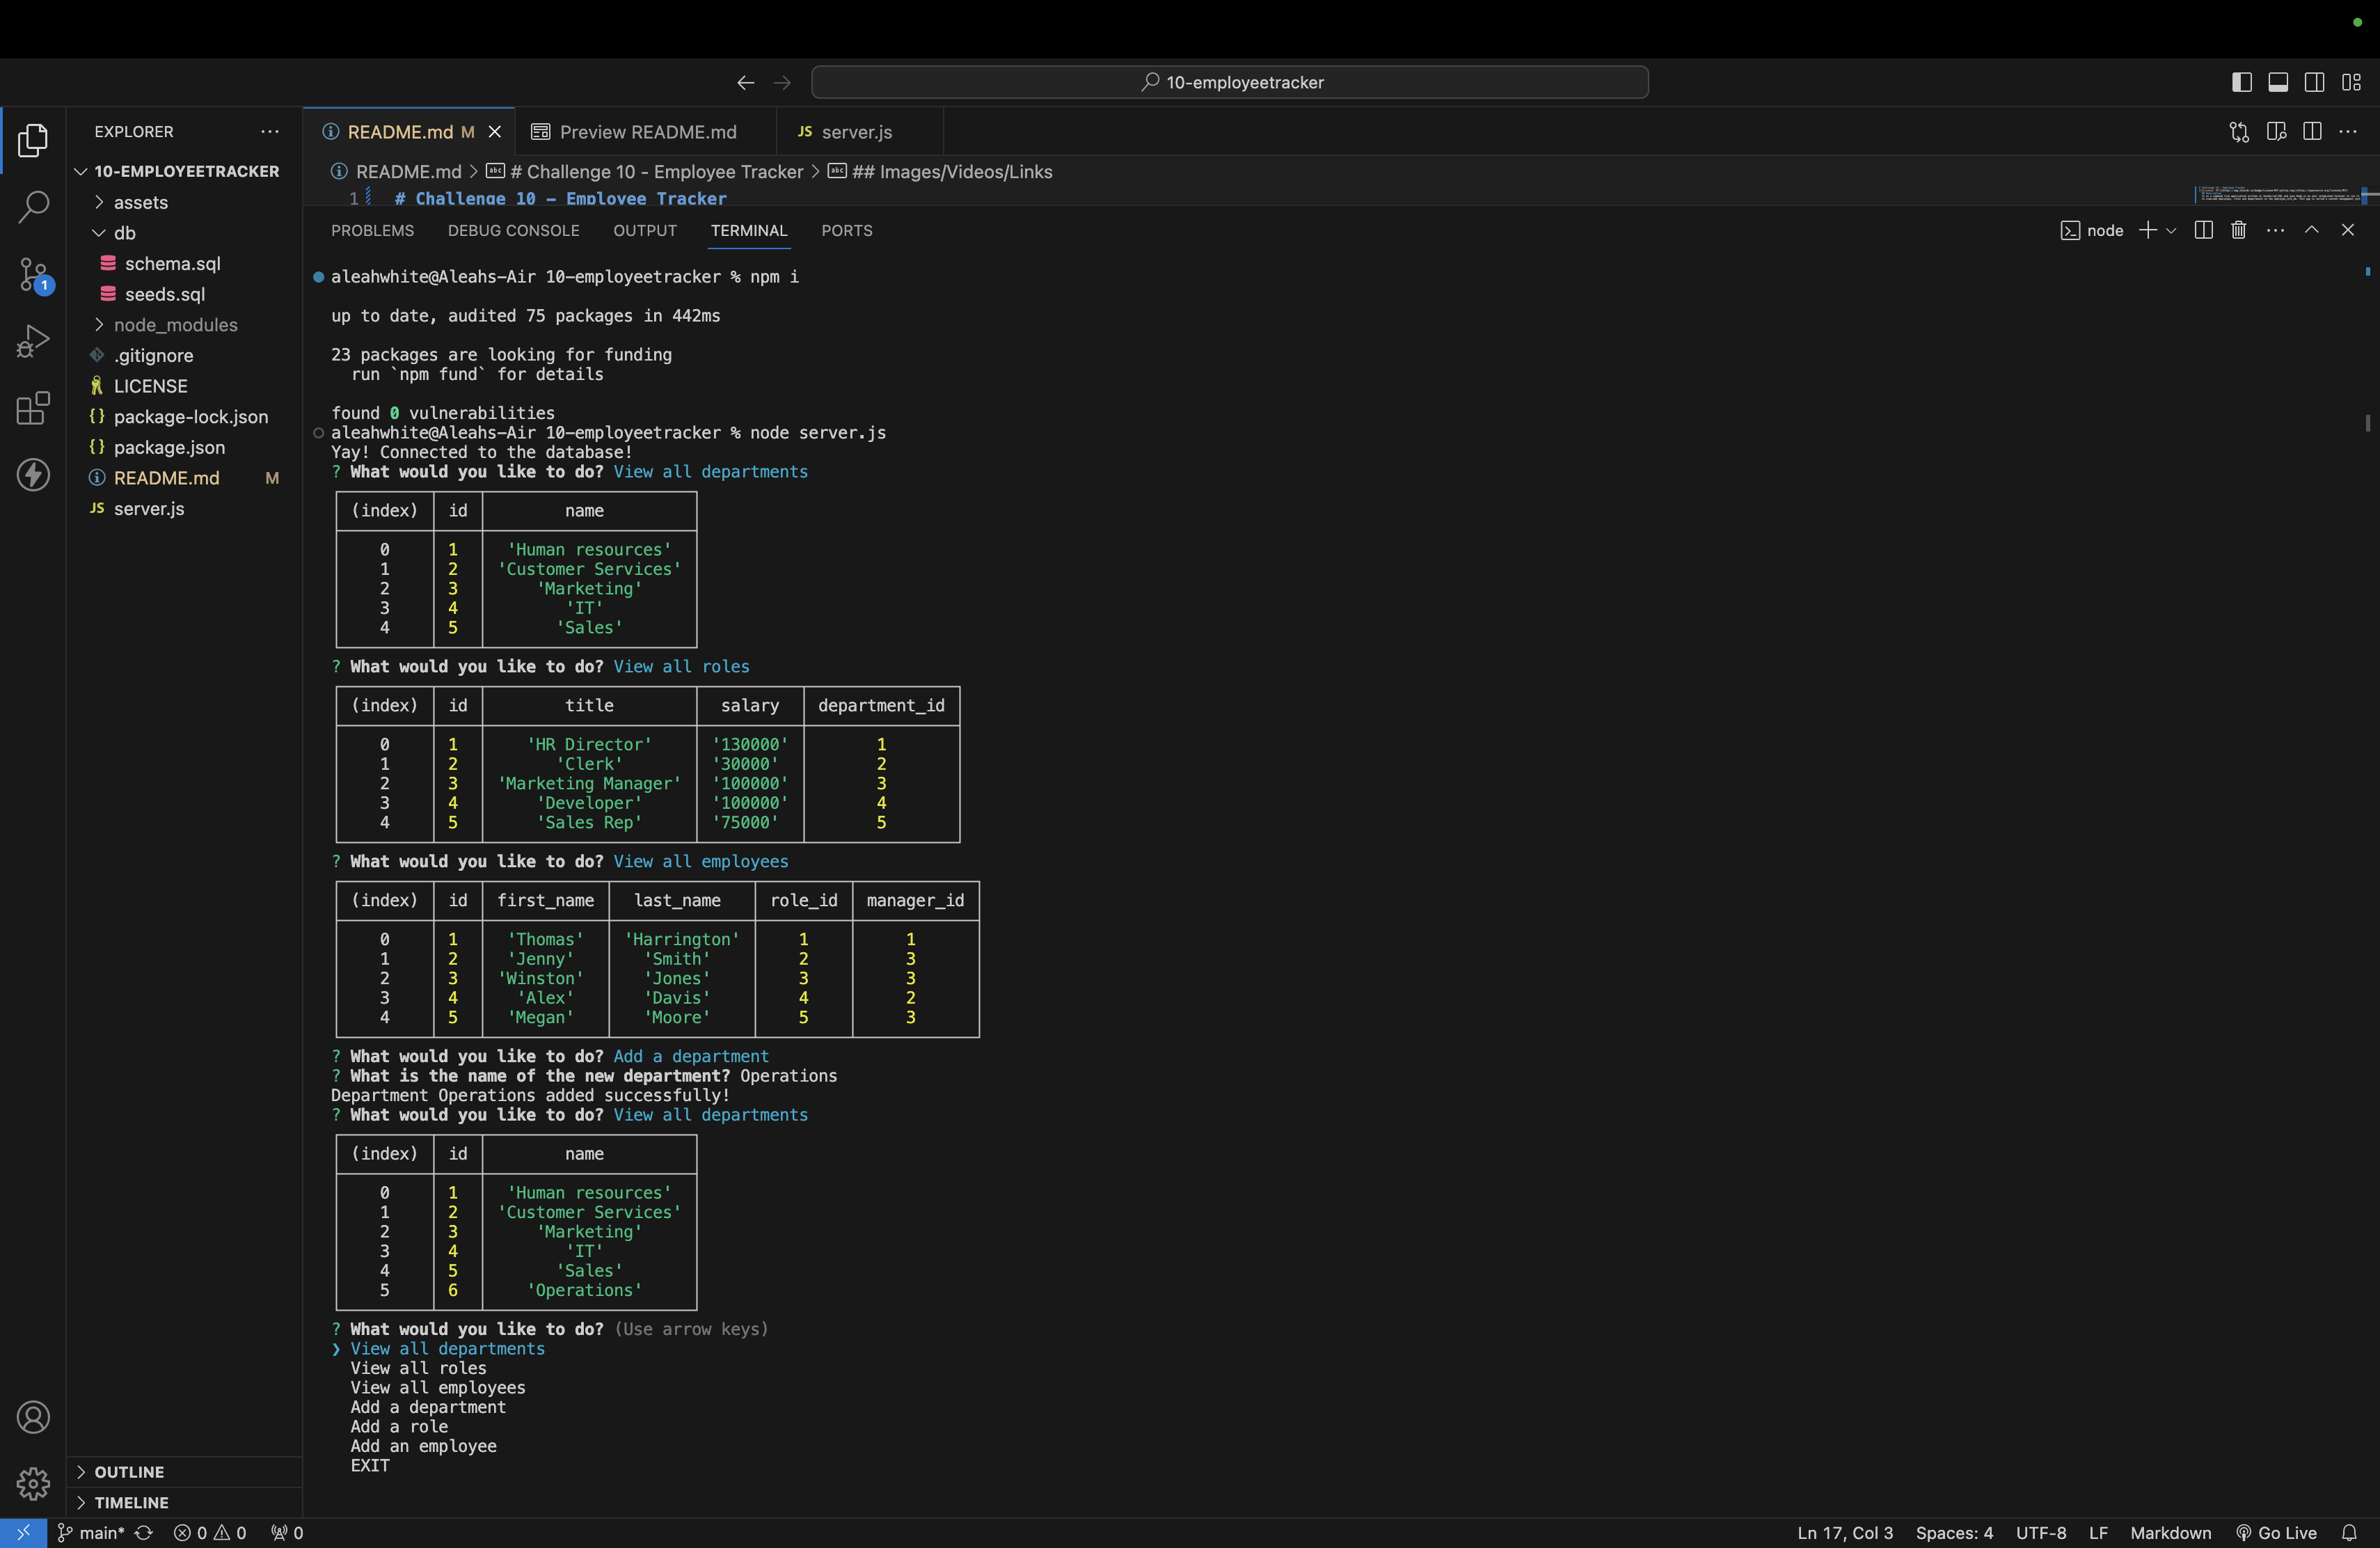 10-employeetracker
EXPLORER
README.md M
Preview README.md
JS server.js
10-EMPLOYEETRACKER
README.md > # Challenge 10 - Employee Tracker > ## Images/Videos/Links
1 # Challenge 10 - Employee Tracker
assets
db
schema.sql
seeds.sql
node_modules
.gitignore
LICENSE
{} package-lock.json
{} package.json
README.md M
JS server.js
1
OUTLINE
TIMELINE
PROBLEMS DEBUG CONSOLE OUTPUT TERMINAL PORTS
node
aleahwhite@Aleahs-Air 10-employeetracker % npm i
up to date, audited 75 packages in 442ms
23 packages are looking for funding
run `npm fund` for details
found 0 vulnerabilities
aleahwhite@Aleahs-Air 10-employeetracker % node server.js
Yay! Connected to the database!
? What would you like to do? View all departments
(index) id name
0 1 'Human resources'
1 2 'Customer Services'
2 3 'Marketing'
3 4 'IT'
4 5 'Sales'
? What would you like to do? View all roles
(index) id title salary department_id
0 1 'HR Director' '130000' 1
1 2 'Clerk' '30000' 2
2 3 'Marketing Manager' '100000' 3
3 4 'Developer' '100000' 4
4 5 'Sales Rep' '75000' 5
? What would you like to do? View all employees
(index) id first_name last_name role_id manager_id
0 1 'Thomas' 'Harrington' 1 1
1 2 'Jenny' 'Smith' 2 3
2 3 'Winston' 'Jones' 3 3
3 4 'Alex' 'Davis' 4 2
4 5 'Megan' 'Moore' 5 3
? What would you like to do? Add a department
? What is the name of the new department? Operations
Department Operations added successfully!
? What would you like to do? View all departments
(index) id name
0 1 'Human resources'
1 2 'Customer Services'
2 3 'Marketing'
3 4 'IT'
4 5 'Sales'
5 6 'Operations'
? What would you like to do? (Use arrow keys)
❯ View all departments
View all roles
View all employees
Add a department
Add a role
Add an employee
EXIT
main* 0 0 0
Ln 17, Col 3 Spaces: 4 UTF-8 LF Markdown Go Live